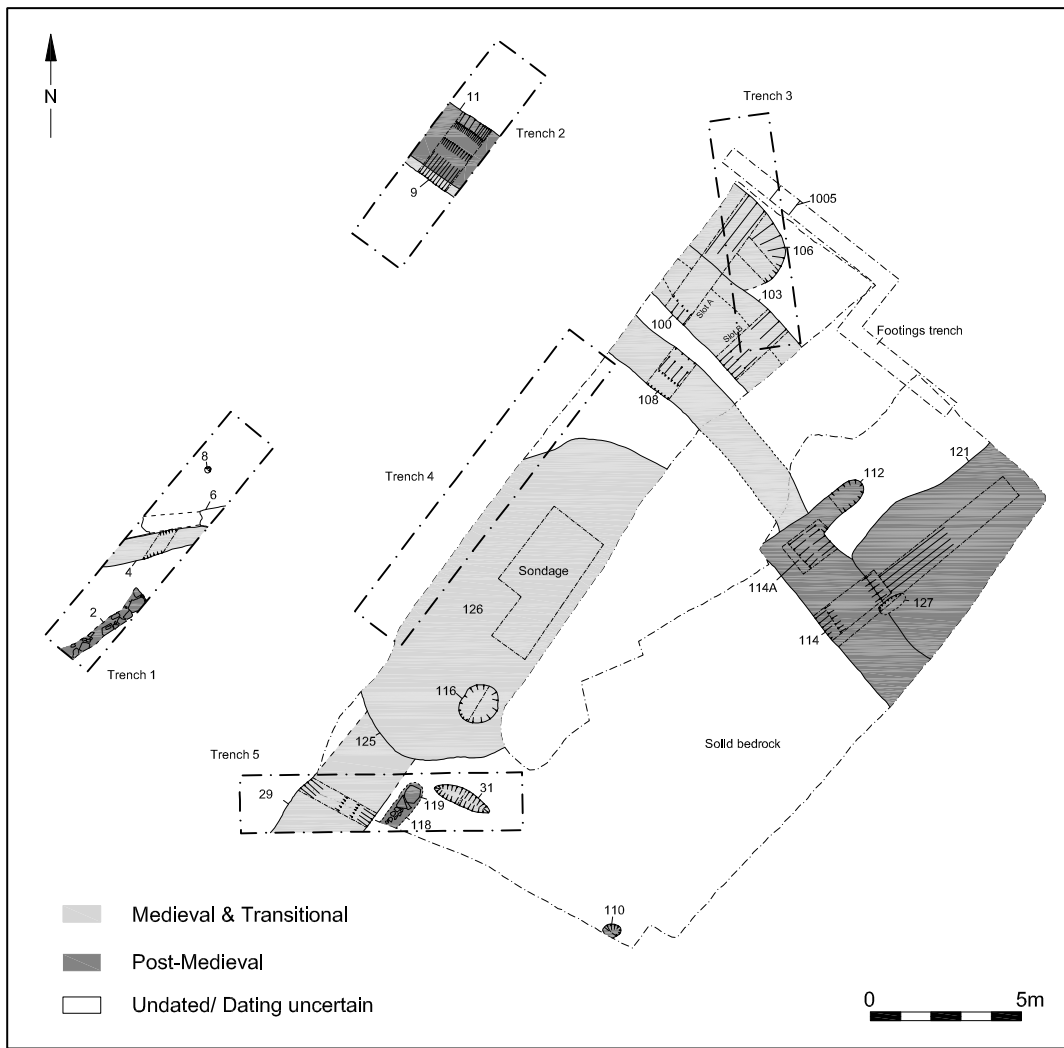 N
11
Trench 2
9
Trench 3
1005
106
103
Slot A
100
Slot B
Footings trench
108
8
6
4
2
Trench 1
Trench 4
121
112
Sondage
126
114A
127
114
116
125
Solid bedrock
Trench 5
29
31
119
118
110
Medieval & Transitional
Post-Medieval
Undated/ Dating uncertain
0 5m